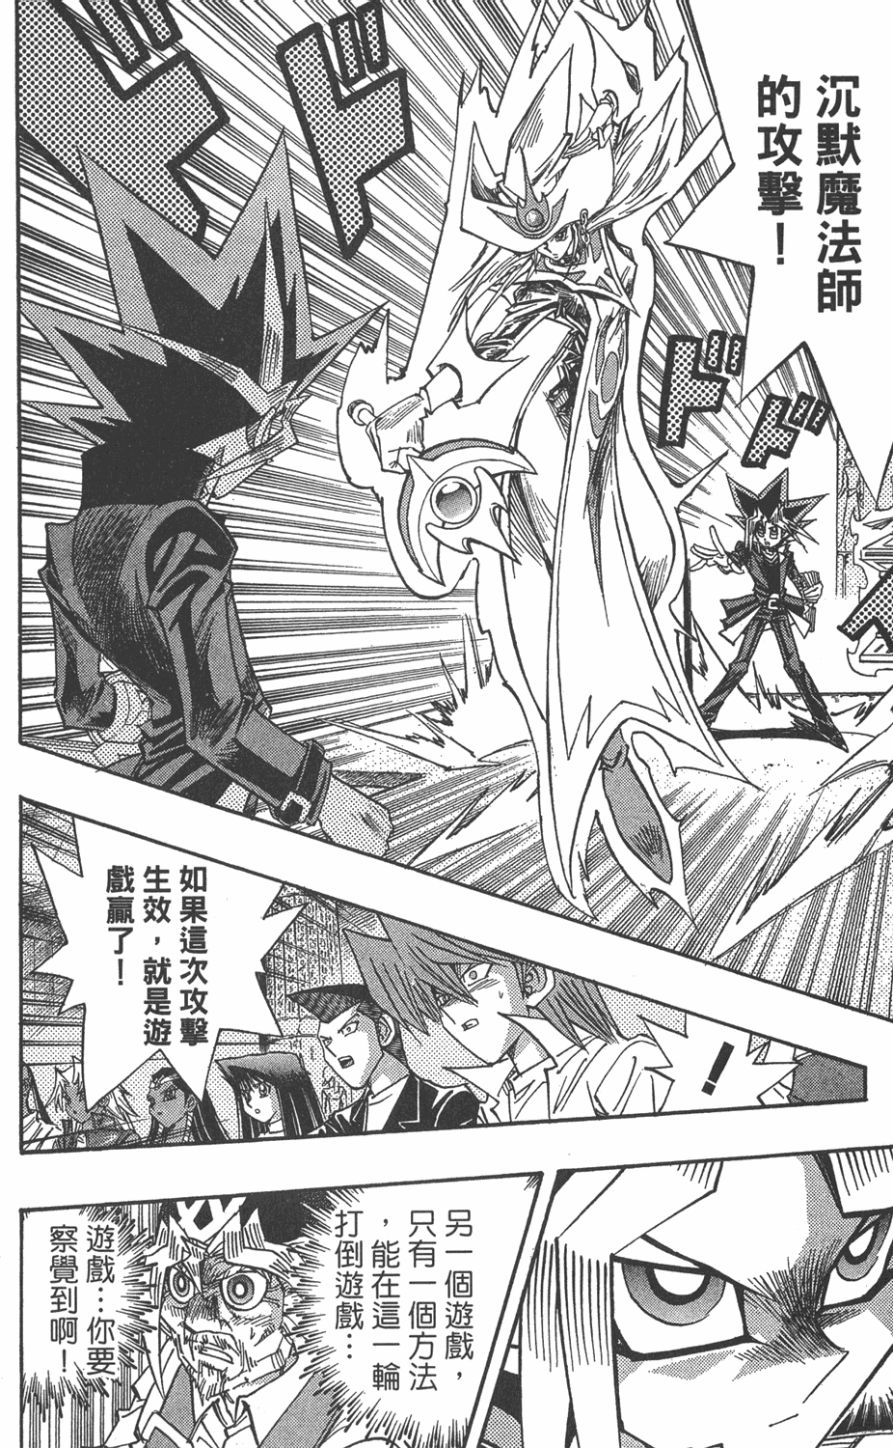 沉默魔法師
的攻擊！
ド
ド
ド
ド
ド
如果這次攻擊
生效，就是遊
戲贏了！
！
另一個遊戲，
只有一個方法
，能在這一輪
打倒遊戲…
遊戲…你要
察覺到啊！